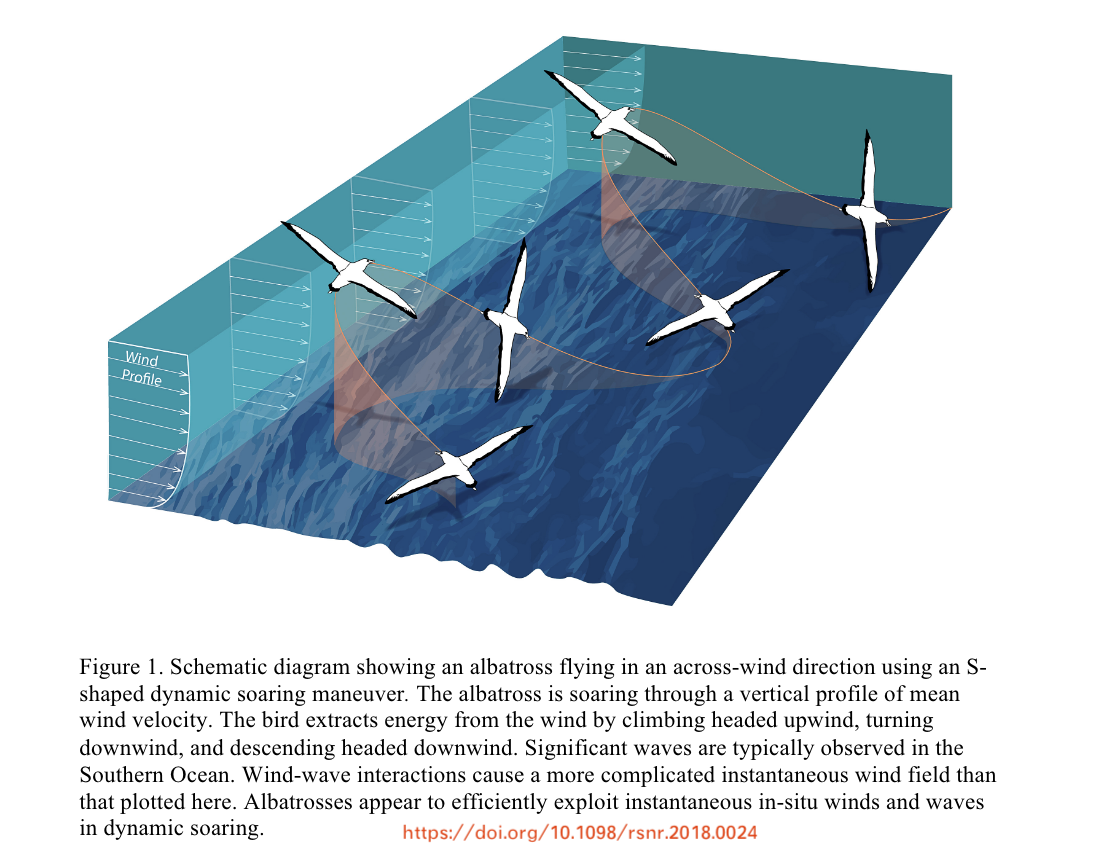 Wind
Profile
Figure 1. Schematic diagram showing an albatross flying in an across-wind direction using an S-
shaped dynamic soaring maneuver. The albatross is soaring through a vertical profile of mean
wind velocity. The bird extracts energy from the wind by climbing headed upwind, turning
downwind, and descending headed downwind. Significant waves are typically observed in the
Southern Ocean. Wind-wave interactions cause a more complicated instantaneous wind field than
that plotted here. Albatrosses appear to efficiently exploit instantaneous in-situ winds and waves
in dynamic soaring.
https://doi.org/10.1098/rsnr.2018.0024